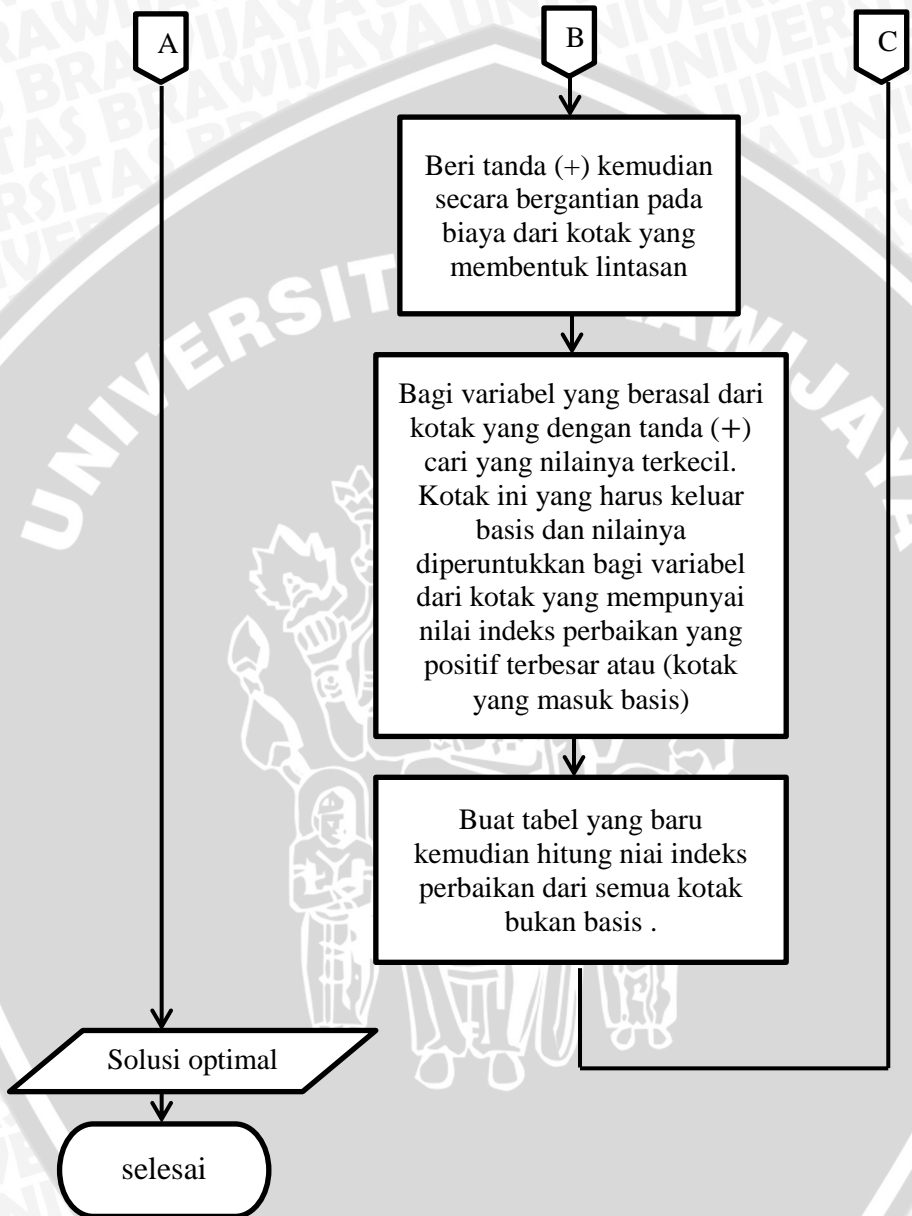 A
B
C
Beri tanda (+) kemudian
secara bergantian pada
biaya dari kotak yang
membentuk lintasan
Bagi variabel yang berasal dari
kotak yang dengan tanda (+)
cari yang nilainya terkecil.
Kotak ini yang harus keluar
basis dan nilainya
diperuntukkan bagi variabel
dari kotak yang mempunyai
nilai indeks perbaikan yang
positif terbesar atau (kotak
yang masuk basis)
Buat tabel yang baru
kemudian hitung niai indeks
perbaikan dari semua kotak
bukan basis .
Solusi optimal
selesai